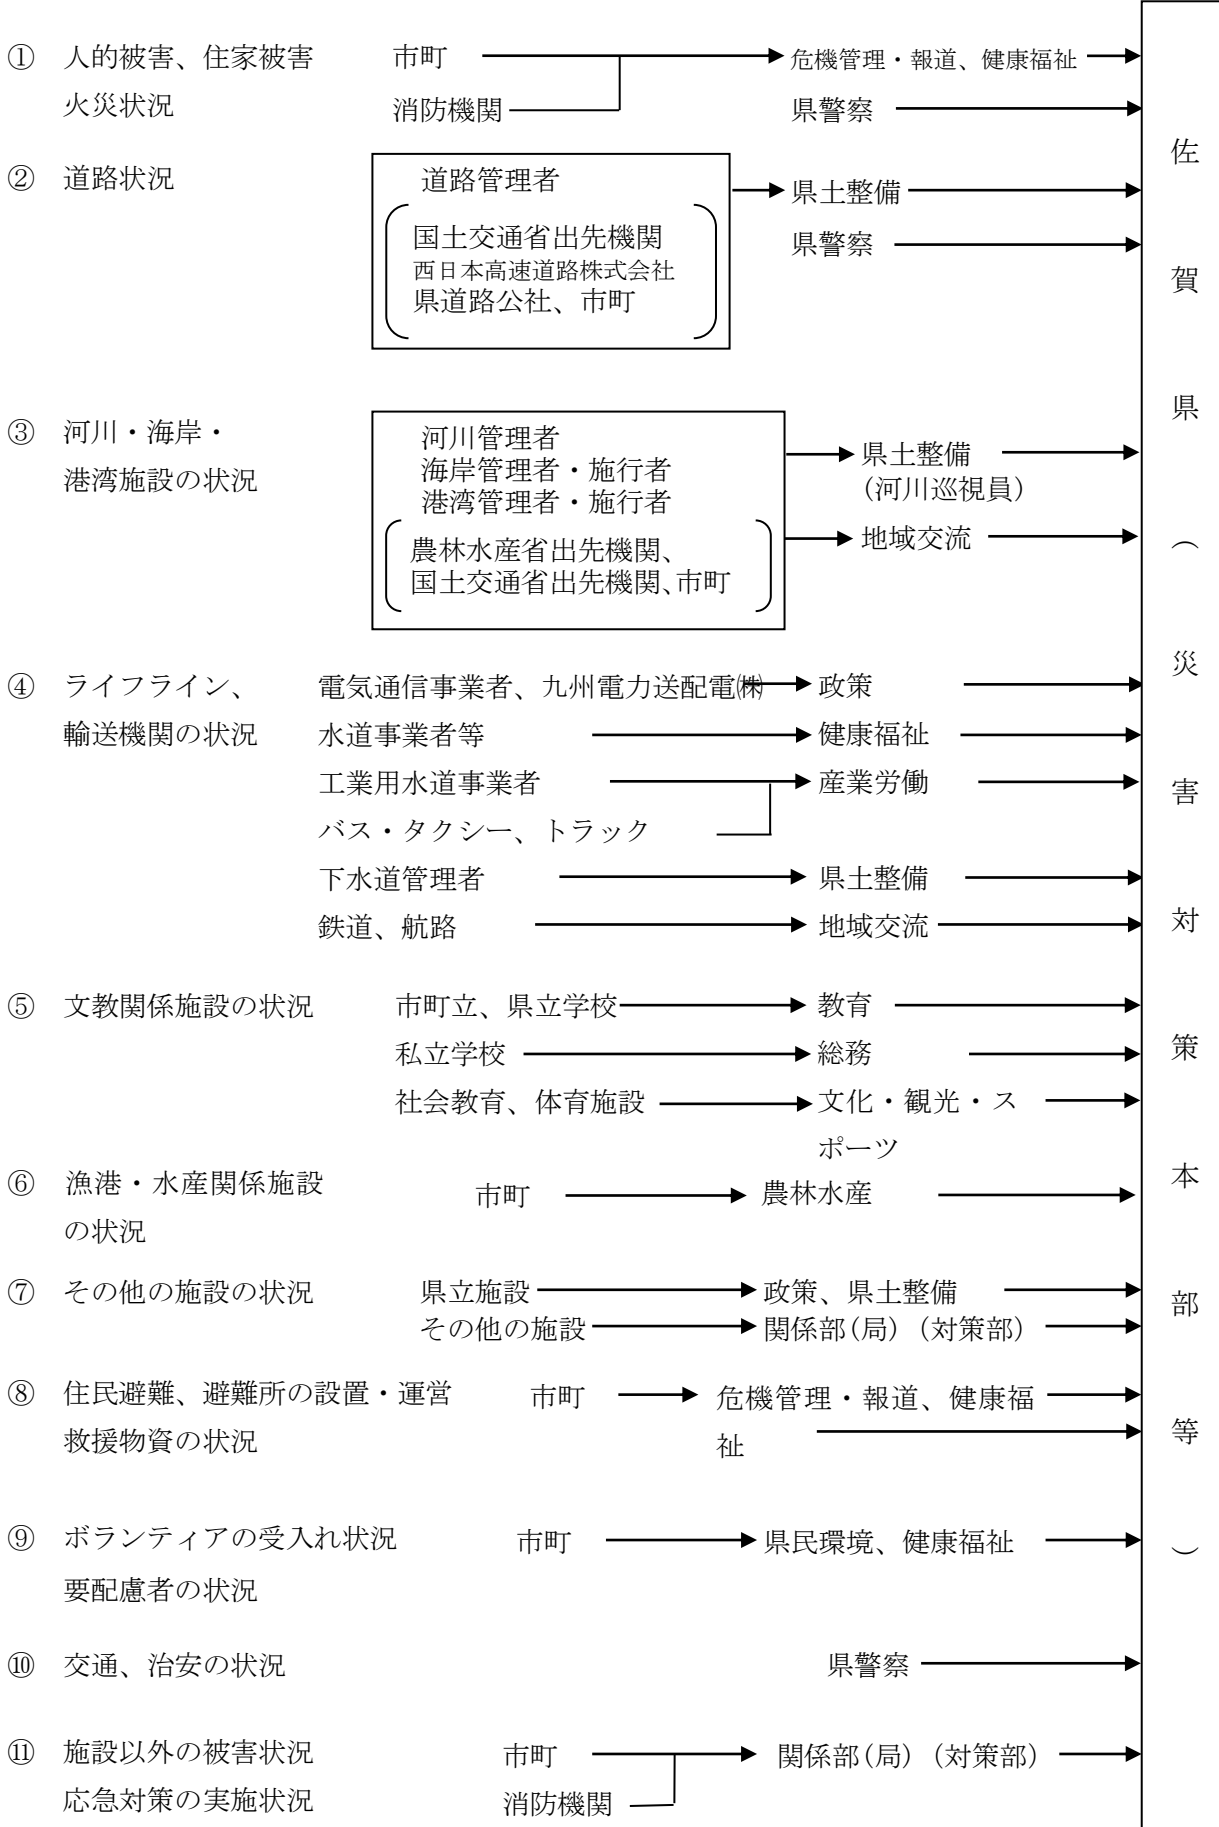 ① 人的被害、住家被害 市町 危機管理・報道、健康福祉
火災状況 消防機関 県警察
② 道路状況 道路管理者 県土整備
国土交通省出先機関 県警察
西日本高速道路株式会社
県道路公社、市町
③ 河川・海岸・ 河川管理者 県土整備
海岸管理者・施行者
港湾施設の状況 港湾管理者・施行者 (河川巡視員)
農林水産省出先機関、 地域交流
国土交通省出先機関、市町
④ ライフライン、 電気通信事業者、九州電力送配電㈱ 政策
輸送機関の状況 水道事業者等 健康福祉
工業用水道事業者 産業労働
バス・タクシー、トラック
下水道管理者 県土整備
鉄道、航路 地域交流
⑤ 文教関係施設の状況 市町立、県立学校 教育
私立学校 総務
社会教育、体育施設 文化・観光・ス
ポーツ
⑥ 漁港・水産関係施設 市町 農林水産
の状況
⑦ その他の施設の状況 県立施設 政策、県土整備
その他の施設 関係部(局)(対策部)
⑧ 住民避難、避難所の設置・運営 市町 危機管理・報道、健康福
救援物資の状況 祉
⑨ ボランティアの受入れ状況 市町 県民環境、健康福祉
要配慮者の状況
⑩ 交通、治安の状況 県警察
⑪ 施設以外の被害状況 市町 関係部(局)(対策部)
応急対策の実施状況 消防機関
佐賀県(災害対策本部等)